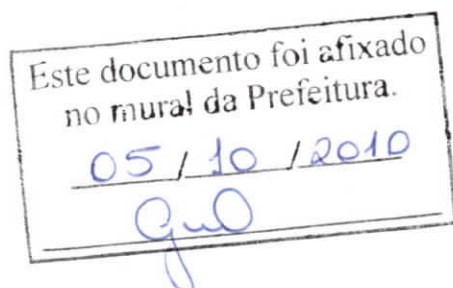 Este documento foi afixado
no mural da Prefeitura.
05 / 10 / 2010